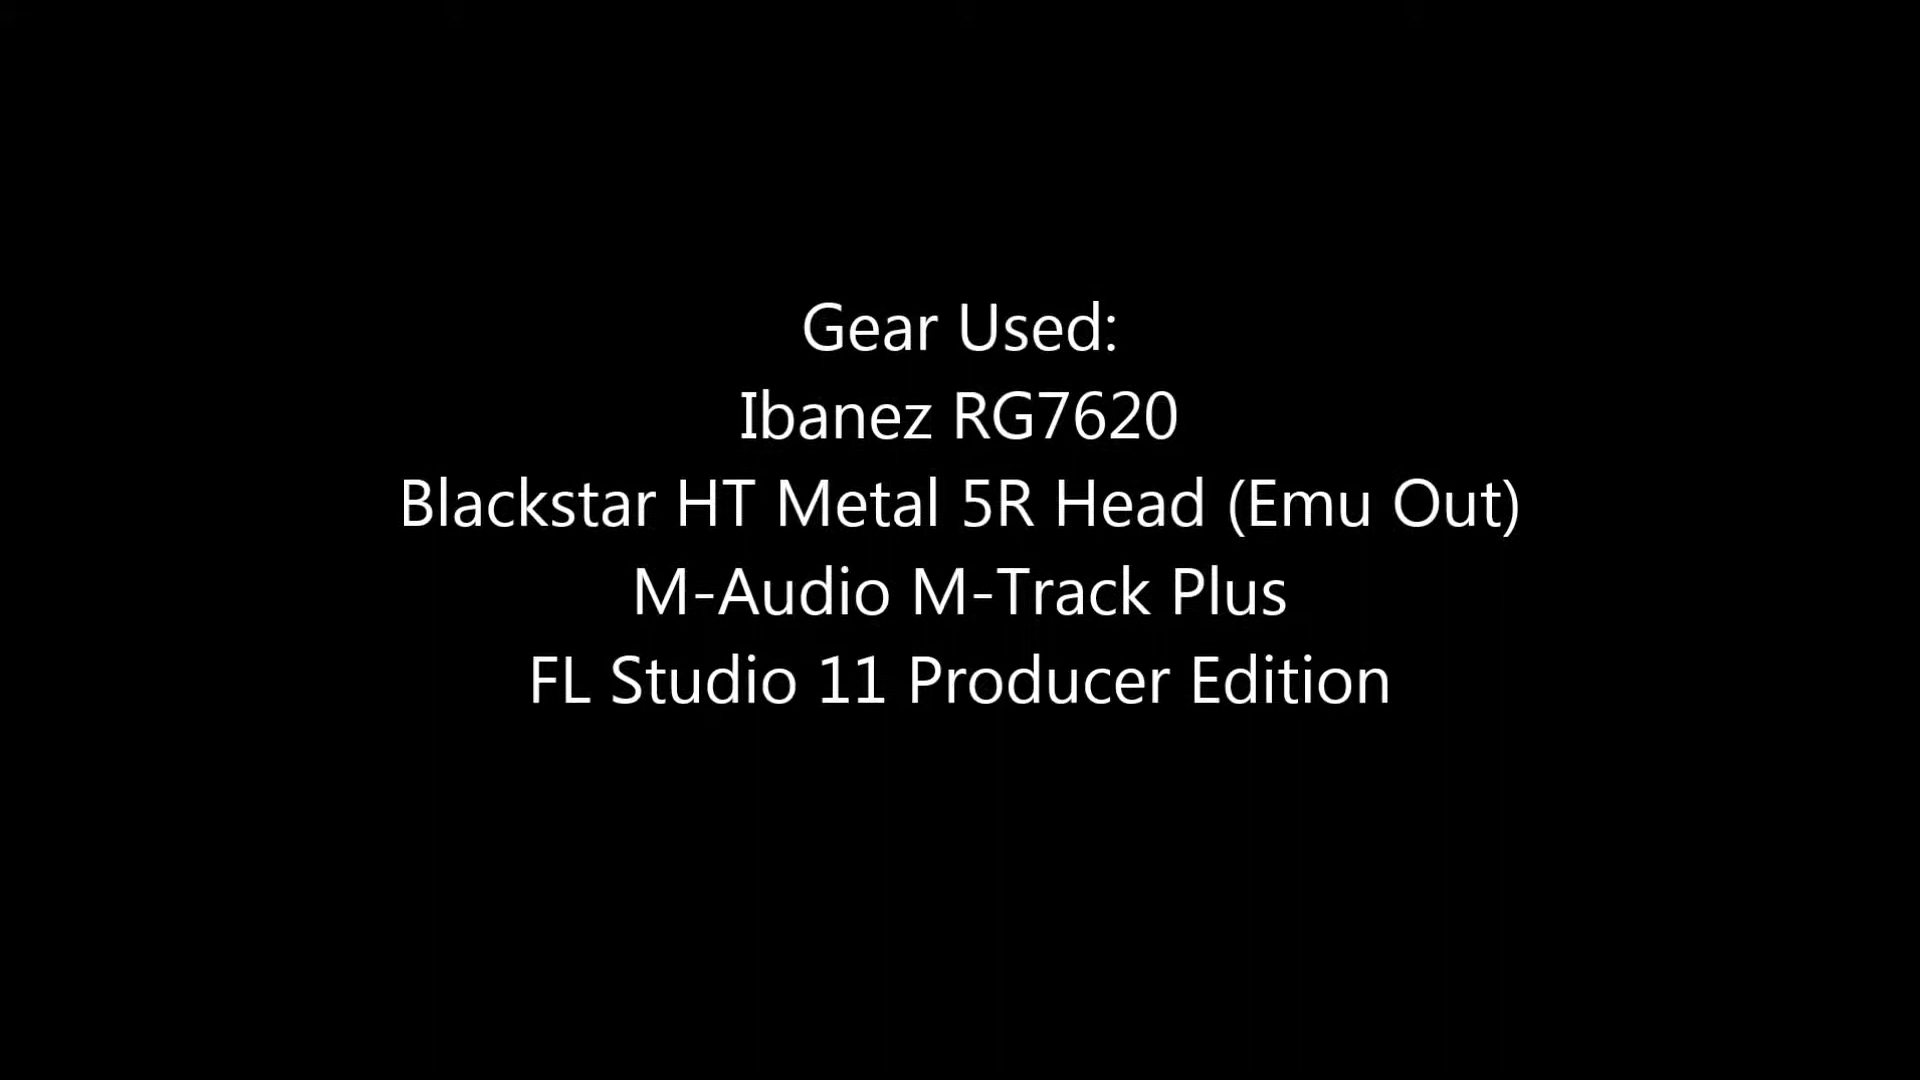 Gear Used:
Ibanez RG7620
Blackstar HT Metal 5R Head (Emu Out)
M-Audio M-Track Plus
FL Studio 11 Producer Edition